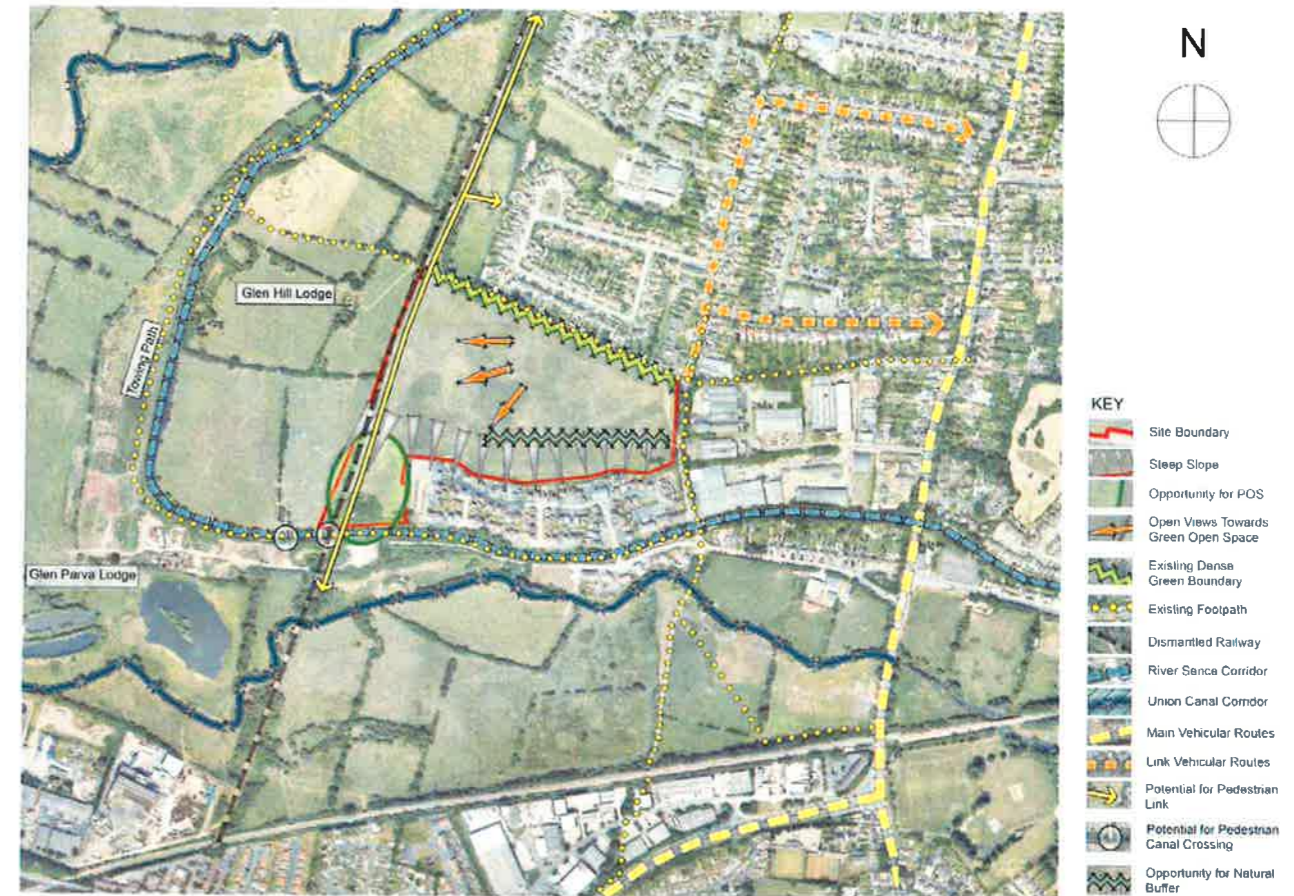 N
Glen Hill Lodge
Towing Path
Glen Parva Lodge
KEY
Site Boundary
Steep Slope
Opportunity for POS
Open Views Towards
Green Open Space
Existing Dense
Green Boundary
Existing Footpath
Dismantled Railway
River Sence Corridor
Union Canal Corridor
Main Vehicular Routes
Link Vehicular Routes
Potential for Pedestrian
Link
Potential for Pedestrian
Canal Crossing
Opportunity for Natural
Buffer